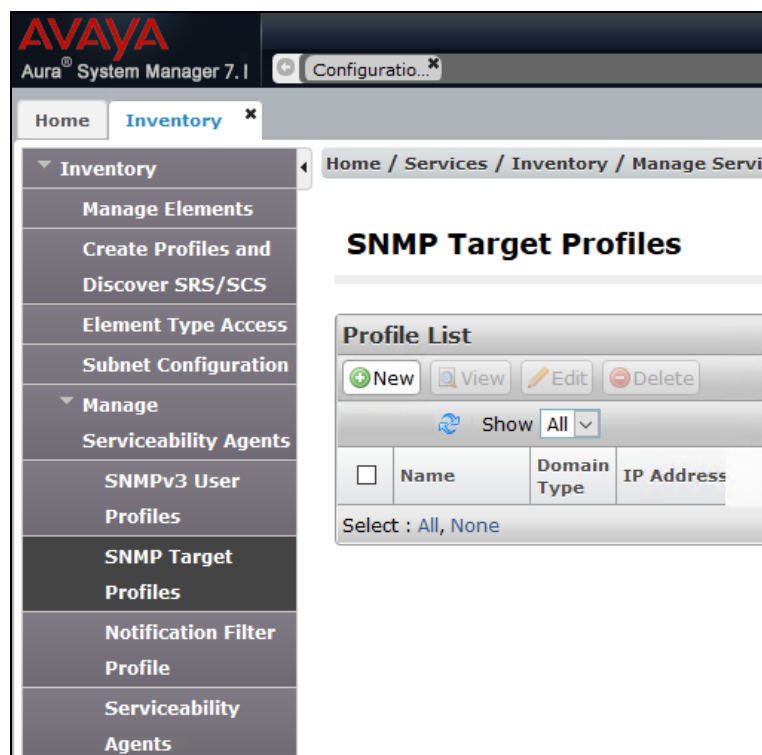 AVAYA
Aura® System Manager 7.1
Configuratio...
Home
Inventory
Home / Services / Inventory / Manage Servi
Inventory
Manage Elements
Create Profiles and
Discover SRS/SCS
Element Type Access
Subnet Configuration
Manage
Serviceability Agents
SNMPv3 User
Profiles
SNMP Target
Profiles
Notification Filter
Profile
Serviceability
Agents
SNMP Target Profiles
Profile List
New View Edit Delete
Show All
Name Domain Type IP Address
Select : All, None